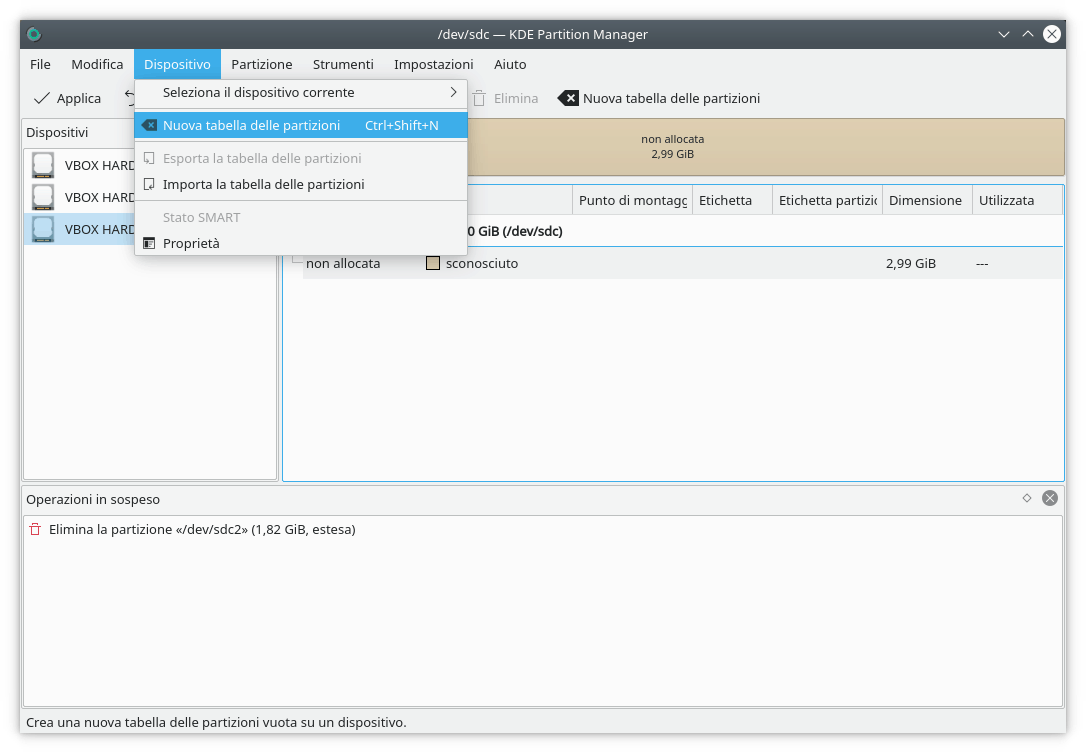 /dev/sdc — KDE Partition Manager
File Modifica Dispositivo Partizione Strumenti Impostazioni Aiuto
Applica Elimina Nuova tabella delle partizioni
Seleziona il dispositivo corrente
Nuova tabella delle partizioni Ctrl+Shift+N
Esporta la tabella delle partizioni
Importa la tabella delle partizioni
Stato SMART
Proprietà
Dispositivi
VBOX HARD
VBOX HARD
VBOX HARD
non allocata
2,99 GiB
Punto di montagg Etichetta Etichetta partizi Dimensione Utilizzata
0 GiB (/dev/sdc)
non allocata sconosciuto 2,99 GiB ---
Operazioni in sospeso
Elimina la partizione «/dev/sdc2» (1,82 GiB, estesa)
Crea una nuova tabella delle partizioni vuota su un dispositivo.